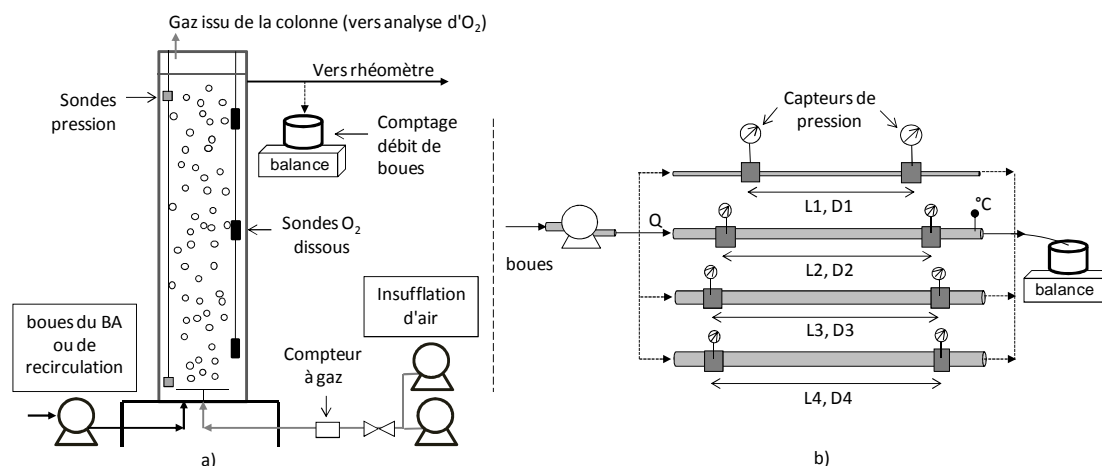 Gaz issu de la colonne (vers analyse d'O2)
Vers rhéomètre
Sondes
pression
balance
Comptage
débit de
boues
Sondes O2
dissous
Insufflation
d'air
boues du BA
ou de
recirculation
Compteur
à gaz
a)
Capteurs de
pression
L1, D1
°C
Q
boues
L2, D2
balance
L3, D3
L4, D4
b)